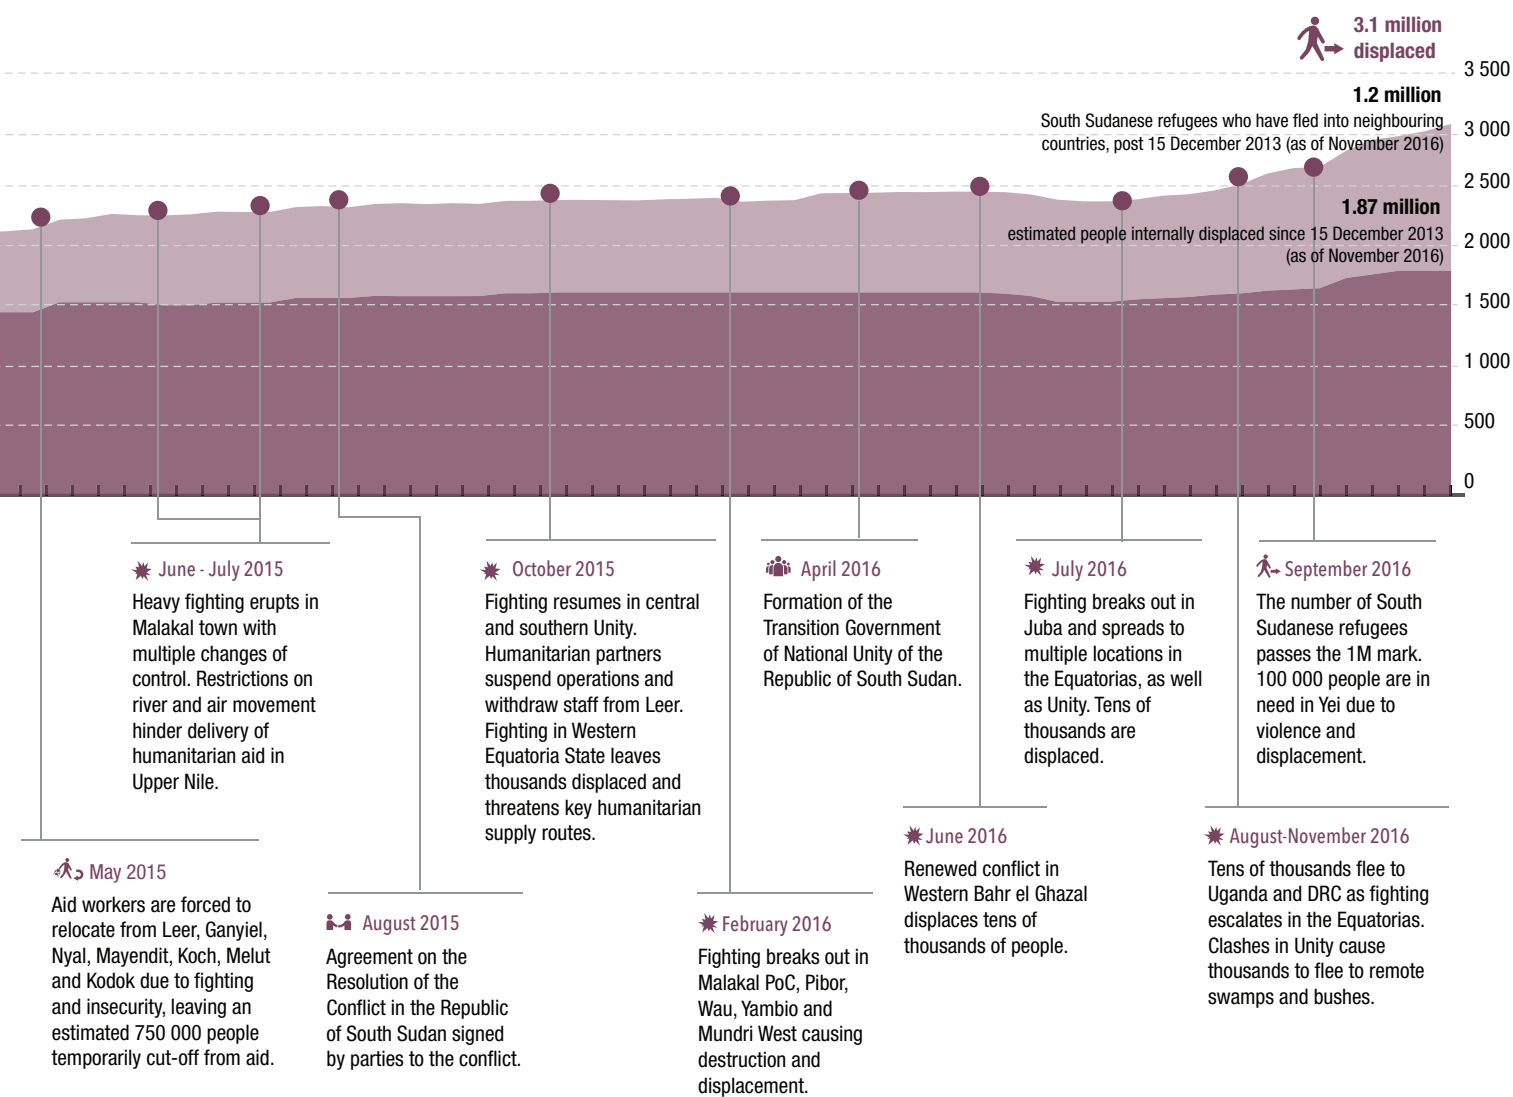 3.1 million
displaced
3 500
1.2 million
South Sudanese refugees who have fled into neighbouring
countries, post 15 December 2013 (as of November 2016)
3 000
2 500
1.87 million
estimated people internally displaced since 15 December 2013
(as of November 2016)
2 000
1 500
1 000
500
0
June - July 2015
Heavy fighting erupts in
Malakal town with
multiple changes of
control. Restrictions on
river and air movement
hinder delivery of
humanitarian aid in
Upper Nile.
October 2015
Fighting resumes in central
and southern Unity.
Humanitarian partners
suspend operations and
withdraw staff from Leer.
Fighting in Western
Equatoria State leaves
thousands displaced and
threatens key humanitarian
supply routes.
April 2016
Formation of the
Transition Government
of National Unity of the
Republic of South Sudan.
July 2016
Fighting breaks out in
Juba and spreads to
multiple locations in
the Equatorias, as well
as Unity. Tens of
thousands are
displaced.
September 2016
The number of South
Sudanese refugees
passes the 1M mark.
100 000 people are in
need in Yei due to
violence and
displacement.
May 2015
Aid workers are forced to
relocate from Leer, Ganyiel,
Nyal, Mayendit, Koch, Melut
and Kodok due to fighting
and insecurity, leaving an
estimated 750 000 people
temporarily cut-off from aid.
August 2015
Agreement on the
Resolution of the
Conflict in the Republic
of South Sudan signed
by parties to the conflict.
February 2016
Fighting breaks out in
Malakal PoC, Pibor,
Wau, Yambio and
Mundri West causing
destruction and
displacement.
June 2016
Renewed conflict in
Western Bahr el Ghazal
displaces tens of
thousands of people.
August-November 2016
Tens of thousands flee to
Uganda and DRC as fighting
escalates in the Equatorias.
Clashes in Unity cause
thousands to flee to remote
swamps and bushes.